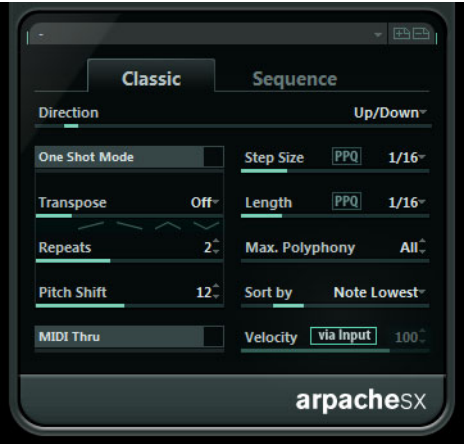 -
Classic Sequence
Direction Up/Down
One Shot Mode Step Size PPQ 1/16
Transpose Off Length PPQ 1/16
Repeats 2 Max. Polyphony All
Pitch Shift 12 Sort by Note Lowest
MIDI Thru Velocity via Input 100
arpacheSX